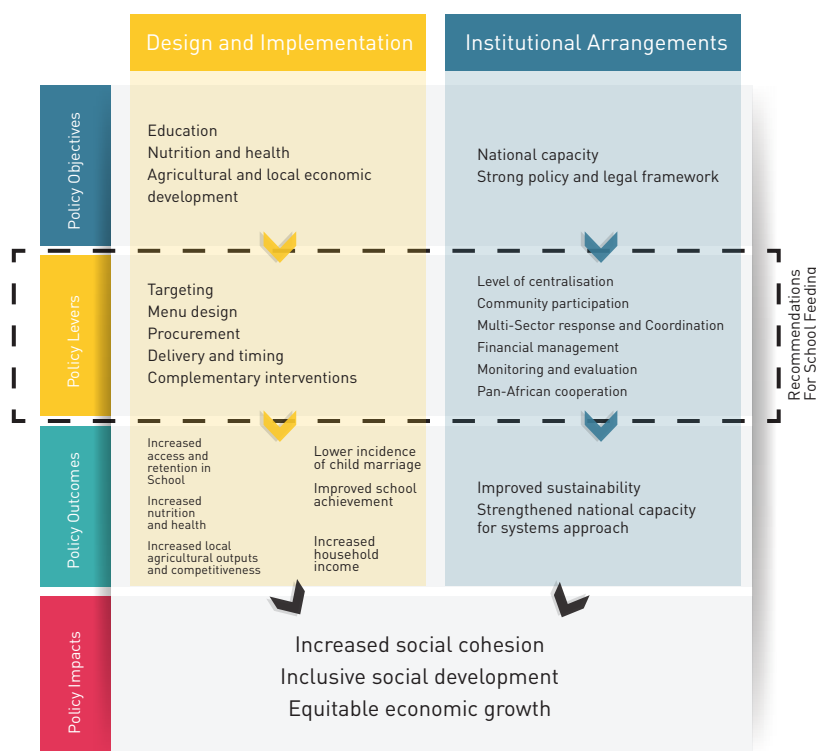 Design and Implementation
Institutional Arrangements
Policy Objectives
Education
Nutrition and health
Agricultural and local economic
development
National capacity
Strong policy and legal framework
Policy Levers
Targeting
Menu design
Procurement
Delivery and timing
Complementary interventions
Level of centralisation
Community participation
Multi-Sector response and Coordination
Financial management
Monitoring and evaluation
Pan-African cooperation
Recommendations
For School Feeding
Policy Outcomes
Increased
access and
retention in
School
Increased
nutrition
and health
Increased local
agricultural outputs
and competitiveness
Lower incidence
of child marriage
Improved school
achievement
Increased
household
income
Improved sustainability
Strengthened national capacity
for systems approach
Policy Impacts
Increased social cohesion
Inclusive social development
Equitable economic growth